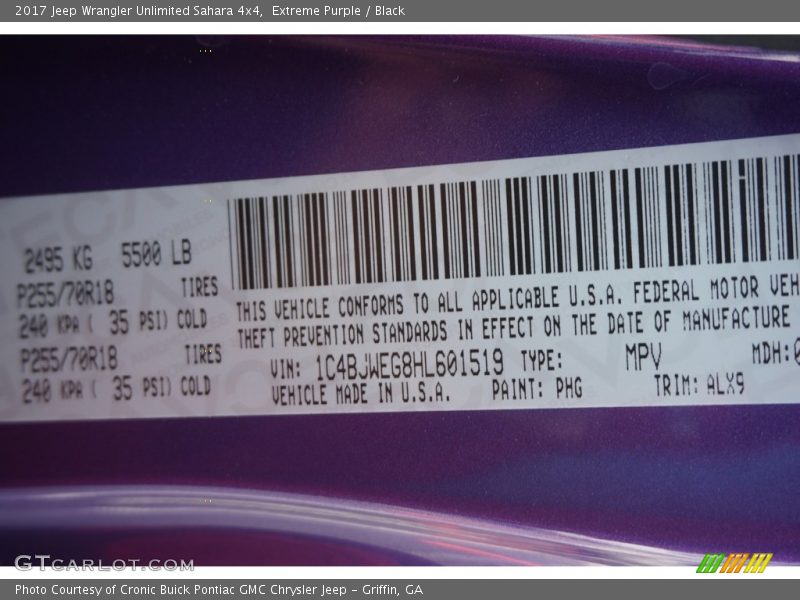 2017 Jeep Wrangler Unlimited Sahara 4x4, Extreme Purple / Black
2495 KG 5500 LB
P255/70R18 TIRES
240 KPA ( 35 PSI) COLD
P255/70R18 TIRES
240 KPA ( 35 PSI) COLD
THIS VEHICLE CONFORMS TO ALL APPLICABLE U.S.A. FEDERAL MOTOR VEH
THEFT PREVENTION STANDARDS IN EFFECT ON THE DATE OF MANUFACTURE
VIN: 1C4BJWEG8HL601519 TYPE: MPV MDH:0
VEHICLE MADE IN U.S.A. PAINT: PHG TRIM: ALX9
GTCARLOT.COM
Photo Courtesy of Cronic Buick Pontiac GMC Chrysler Jeep - Griffin, GA